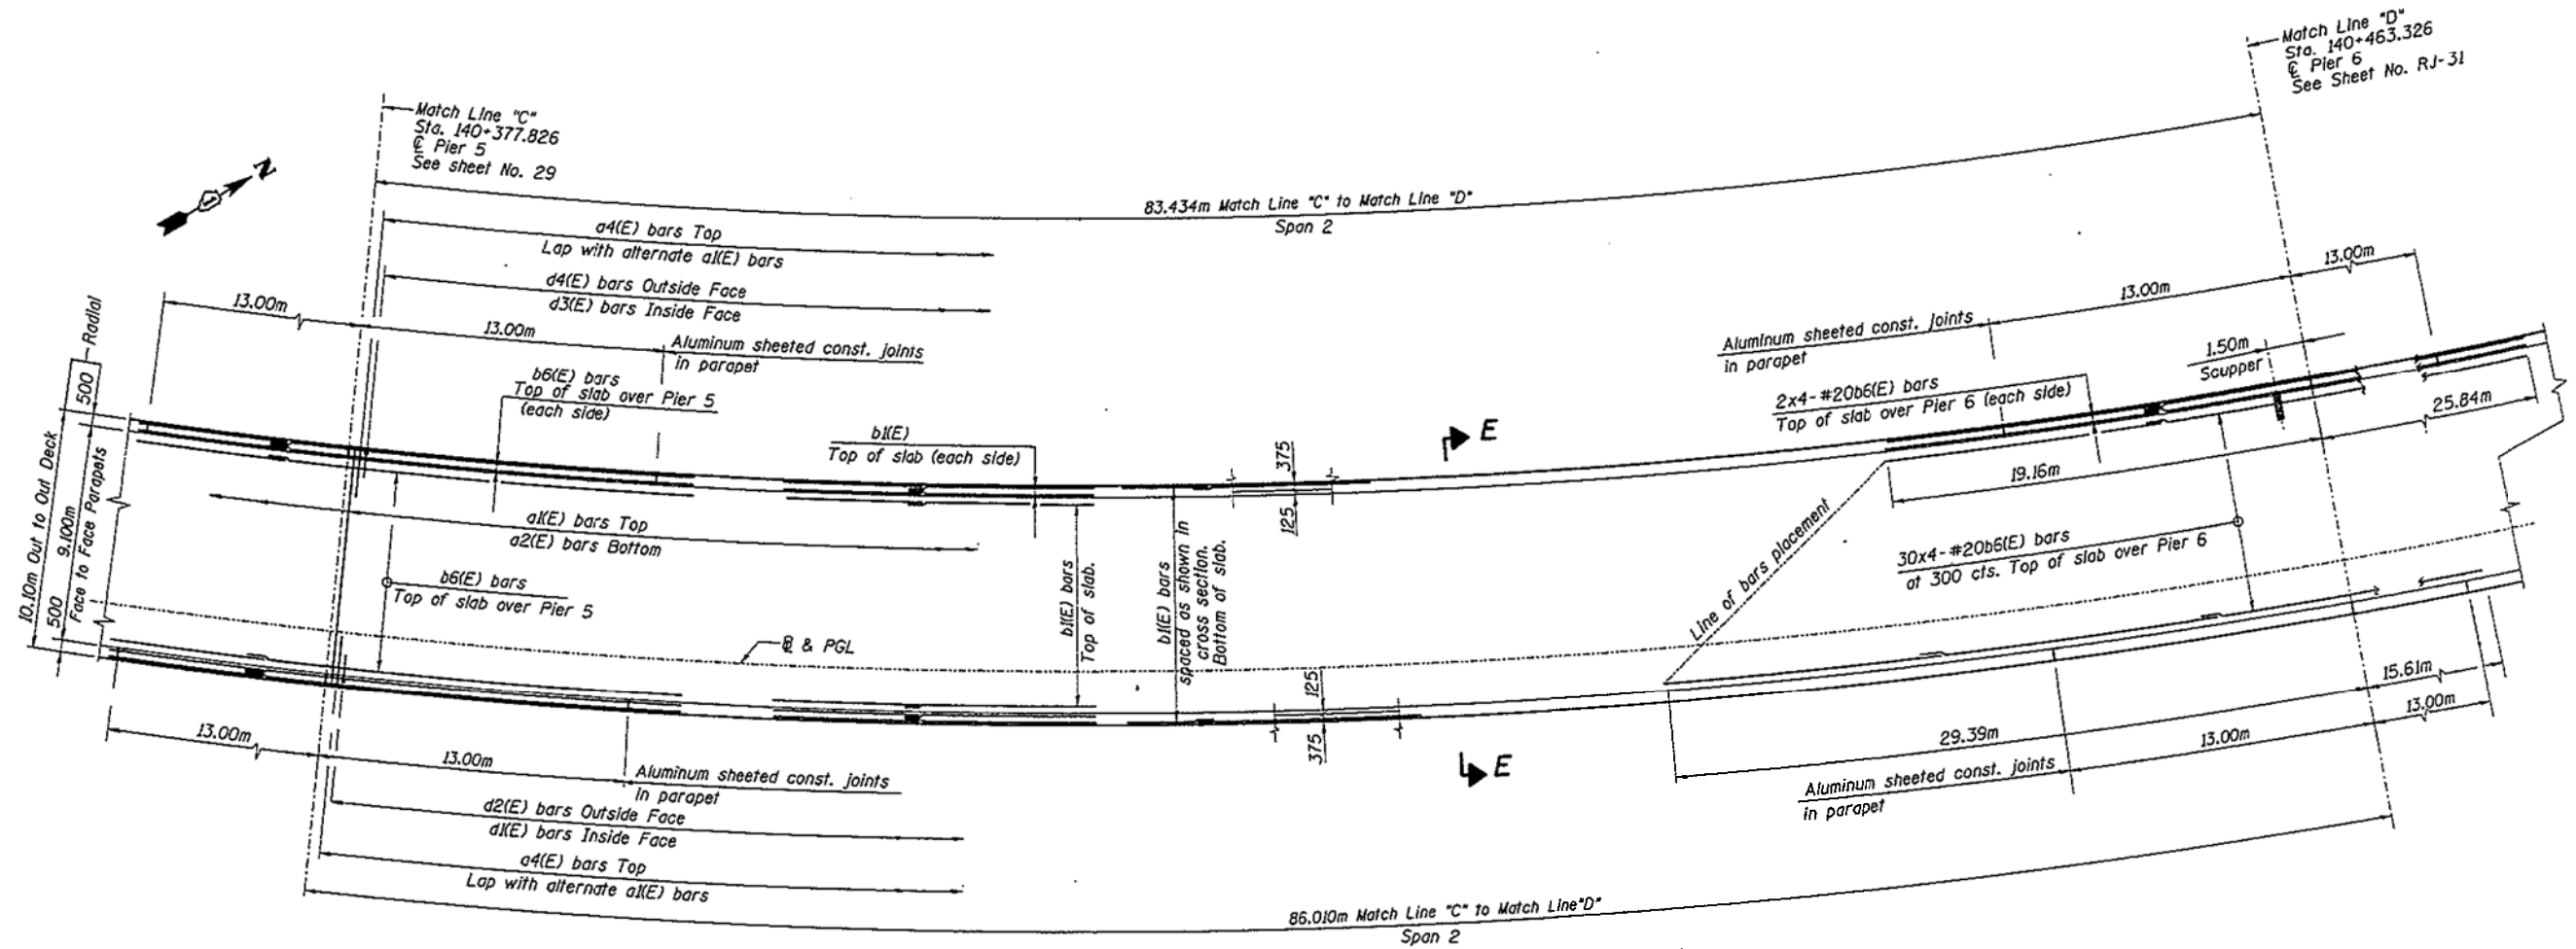 Match Line "D"
Sta. 140+463.326
℄ Pier 6
See Sheet No. RJ-31
Match Line "C"
Sta. 140+377.826
℄ Pier 5
See sheet No. 29
N
83.434m Match Line "C" to Match Line "D"
Span 2
a4(E) bars Top
Lap with alternate a1(E) bars
d4(E) bars Outside Face
d3(E) bars Inside Face
13.00m
13.00m
Aluminum sheeted const. joints
in parapet
13.00m
13.00m
Aluminum sheeted const. joints
in parapet
1.50m
Scupper
Radial
500
b6(E) bars
Top of slab over Pier 5
(each side)
2x4-#20b6(E) bars
Top of slab over Pier 6 (each side)
25.84m
b1(E)
Top of slab (each side)
375
125
E
19.16m
10.10m Out to Out Deck
9.100m
Face to Face Parapets
500
a1(E) bars Top
a2(E) bars Bottom
b6(E) bars
Top of slab over Pier 5
b1(E) bars
Top of slab.
b1(E) bars
spaced as shown in
cross section.
Bottom of slab.
Line of bars placement
30x4-#20b6(E) bars
at 300 cts. Top of slab over Pier 6
& PGL
125
375
E
15.61m
13.00m
29.39m
13.00m
Aluminum sheeted const. joints
in parapet
13.00m
13.00m
Aluminum sheeted const. joints
in parapet
d2(E) bars Outside Face
d1(E) bars Inside Face
a4(E) bars Top
Lap with alternate a1(E) bars
86.010m Match Line "C" to Match Line"D"
Span 2